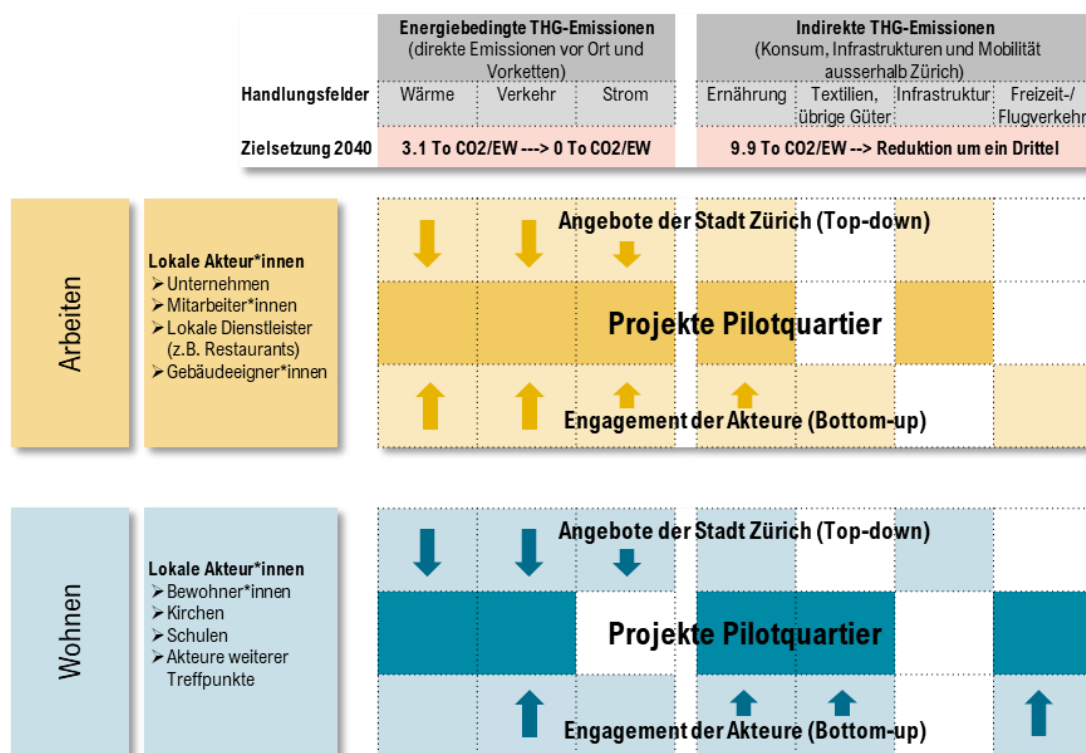 Energiebedingte THG-Emissionen
(direkte Emissionen vor Ort und
Vorketten)
Indirekte THG-Emissionen
(Konsum, Infrastrukturen und Mobilität
ausserhalb Zürich)
Handlungsfelder
Wärme
Verkehr
Strom
Ernährung
Textilien,
übrige Güter
Infrastruktur
Freizeit-/
Flugverkehr
Zielsetzung 2040
3.1 To CO2/EW ---> 0 To CO2/EW
9.9 To CO2/EW --> Reduktion um ein Drittel
Arbeiten
Lokale Akteur*innen
➢ Unternehmen
➢ Mitarbeiter*innen
➢ Lokale Dienstleister
(z.B. Restaurants)
➢ Gebäudeeigner*innen
Angebote der Stadt Zürich (Top-down)
Projekte Pilotquartier
Engagement der Akteure (Bottom-up)
Wohnen
Lokale Akteur*innen
➢ Bewohner*innen
➢ Kirchen
➢ Schulen
➢ Akteure weiterer
Treffpunkte
Angebote der Stadt Zürich (Top-down)
Projekte Pilotquartier
Engagement der Akteure (Bottom-up)